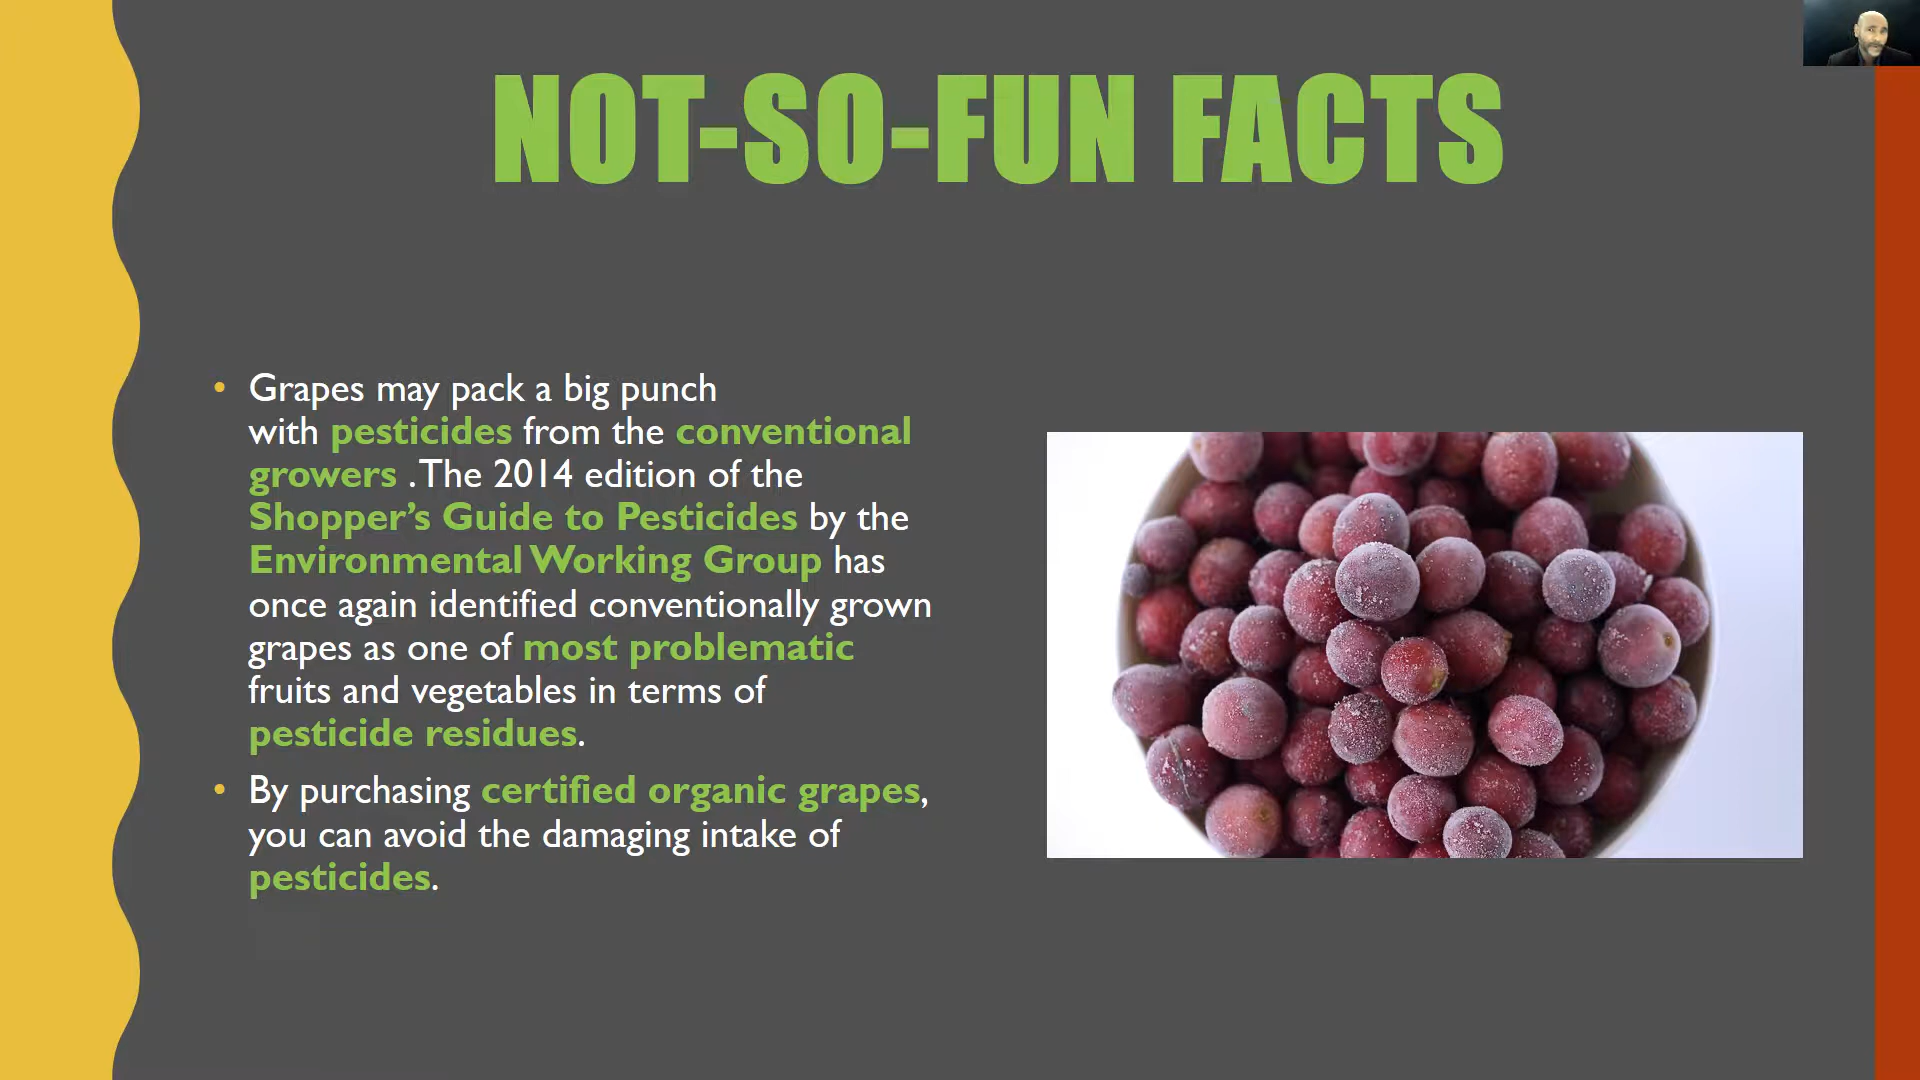 NOT-SO-FUN FACTS
• Grapes may pack a big punch
with pesticides from the conventional
growers . The 2014 edition of the
Shopper’s Guide to Pesticides by the
Environmental Working Group has
once again identified conventionally grown
grapes as one of most problematic
fruits and vegetables in terms of
pesticide residues.
• By purchasing certified organic grapes,
you can avoid the damaging intake of
pesticides.